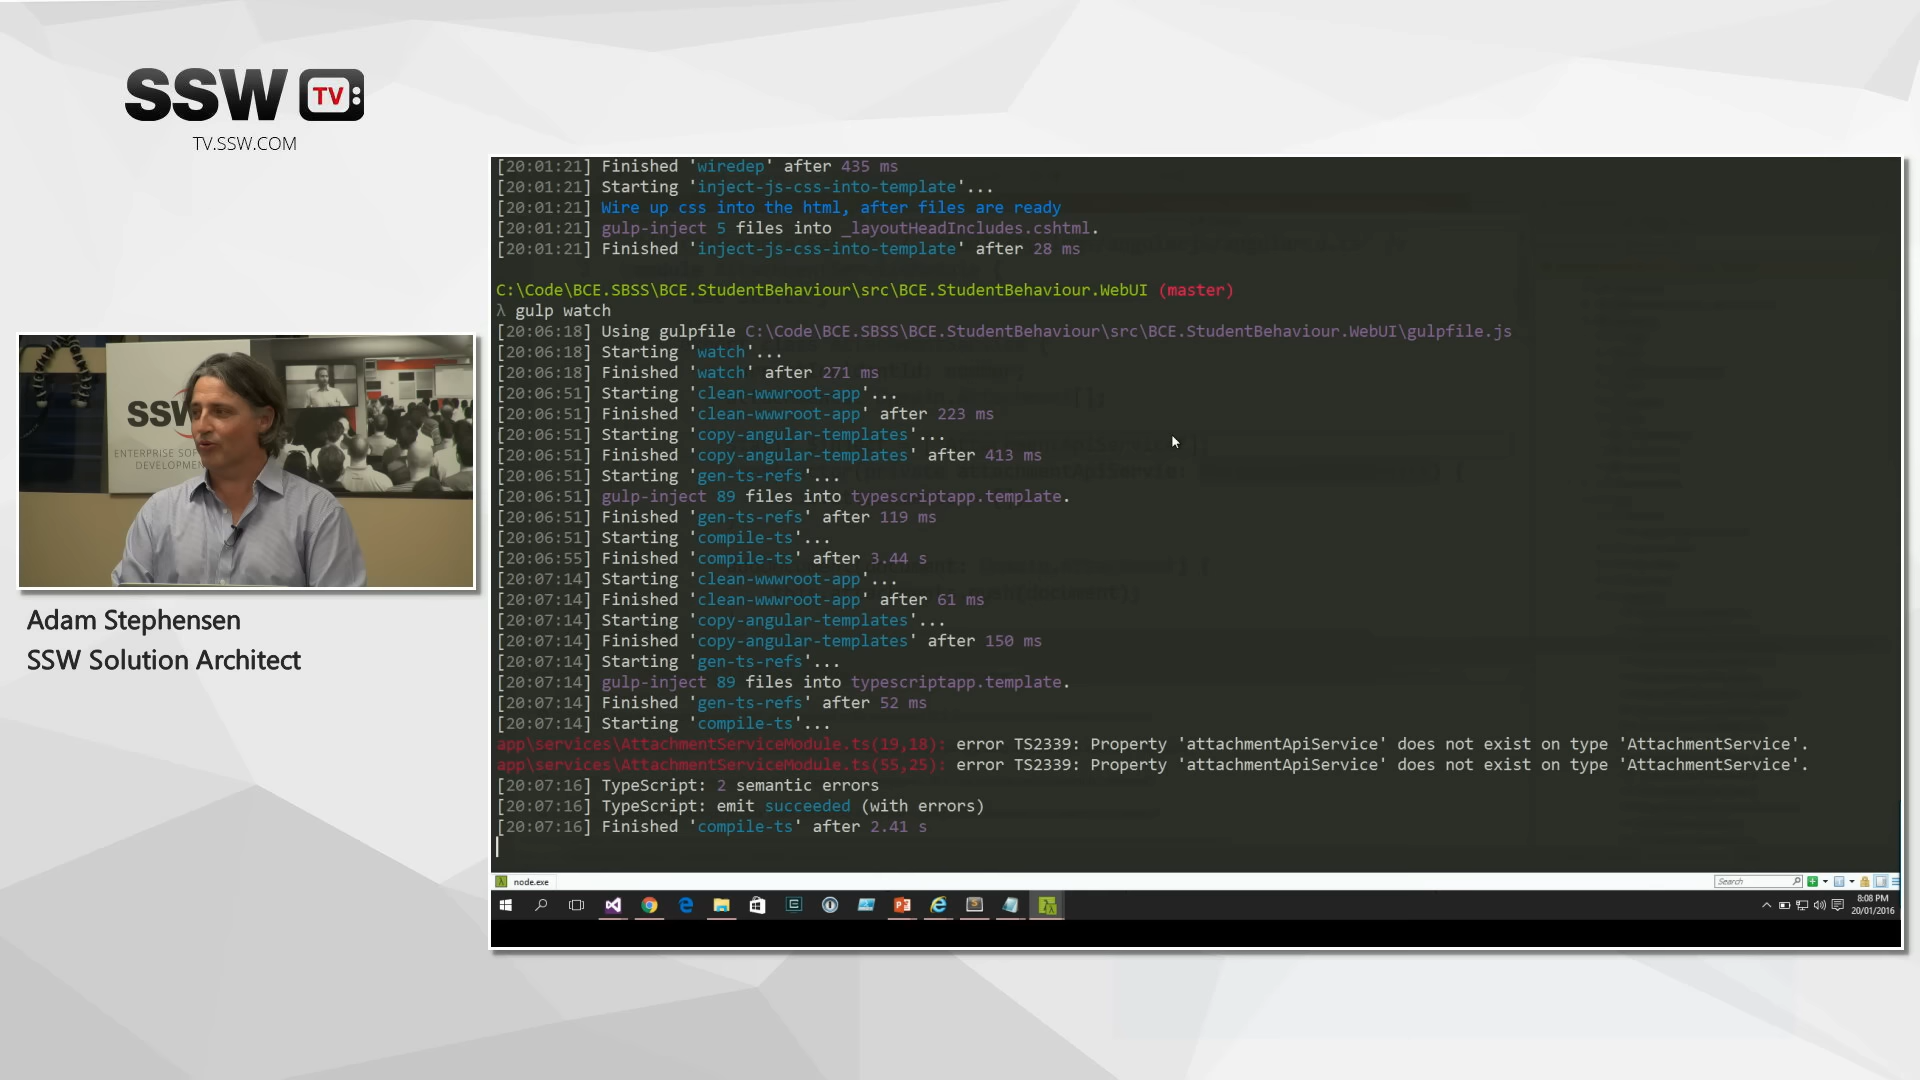 SSW TV:
TV.SSW.COM
[20:01:21] Finished 'wiredep' after 435 ms
[20:01:21] Starting 'inject-js-css-into-template'...
[20:01:21] Wire up css into the html, after files are ready
[20:01:21] gulp-inject 5 files into _layoutHeadIncludes.cshtml.
[20:01:21] Finished 'inject-js-css-into-template' after 28 ms
C:\Code\BCE.SBSS\BCE.StudentBehaviour\src\BCE.StudentBehaviour.WebUI (master)
λ gulp watch
[20:06:18] Using gulpfile C:\Code\BCE.SBSS\BCE.StudentBehaviour\src\BCE.StudentBehaviour.WebUI\gulpfile.js
[20:06:18] Starting 'watch'...
[20:06:18] Finished 'watch' after 271 ms
[20:06:51] Starting 'clean-wwwroot-app'...
[20:06:51] Finished 'clean-wwwroot-app' after 223 ms
[20:06:51] Starting 'copy-angular-templates'...
[20:06:51] Finished 'copy-angular-templates' after 413 ms
[20:06:51] Starting 'gen-ts-refs'...
[20:06:51] gulp-inject 89 files into typescriptapp.template.
[20:06:51] Finished 'gen-ts-refs' after 119 ms
[20:06:51] Starting 'compile-ts'...
[20:06:55] Finished 'compile-ts' after 3.44 s
[20:07:14] Starting 'clean-wwwroot-app'...
[20:07:14] Finished 'clean-wwwroot-app' after 61 ms
[20:07:14] Starting 'copy-angular-templates'...
[20:07:14] Finished 'copy-angular-templates' after 150 ms
[20:07:14] Starting 'gen-ts-refs'...
[20:07:14] gulp-inject 89 files into typescriptapp.template.
[20:07:14] Finished 'gen-ts-refs' after 52 ms
[20:07:14] Starting 'compile-ts'...
app\services\AttachmentServiceModule.ts(19,18): error TS2339: Property 'attachmentApiService' does not exist on type 'AttachmentService'.
app\services\AttachmentServiceModule.ts(55,25): error TS2339: Property 'attachmentApiService' does not exist on type 'AttachmentService'.
[20:07:16] TypeScript: 2 semantic errors
[20:07:16] TypeScript: emit succeeded (with errors)
[20:07:16] Finished 'compile-ts' after 2.41 s
node.exe
Search
8:08 PM
20/01/2016
SSW
ENTERPRISE
Adam Stephensen
SSW Solution Architect